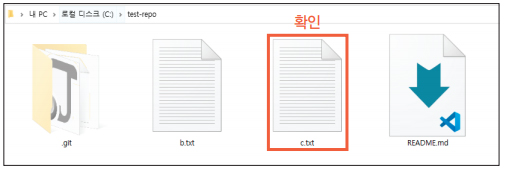 › 내 PC › 로컬 디스크 (C:) › test-repo
확인
.git
b.txt
c.txt
README.md